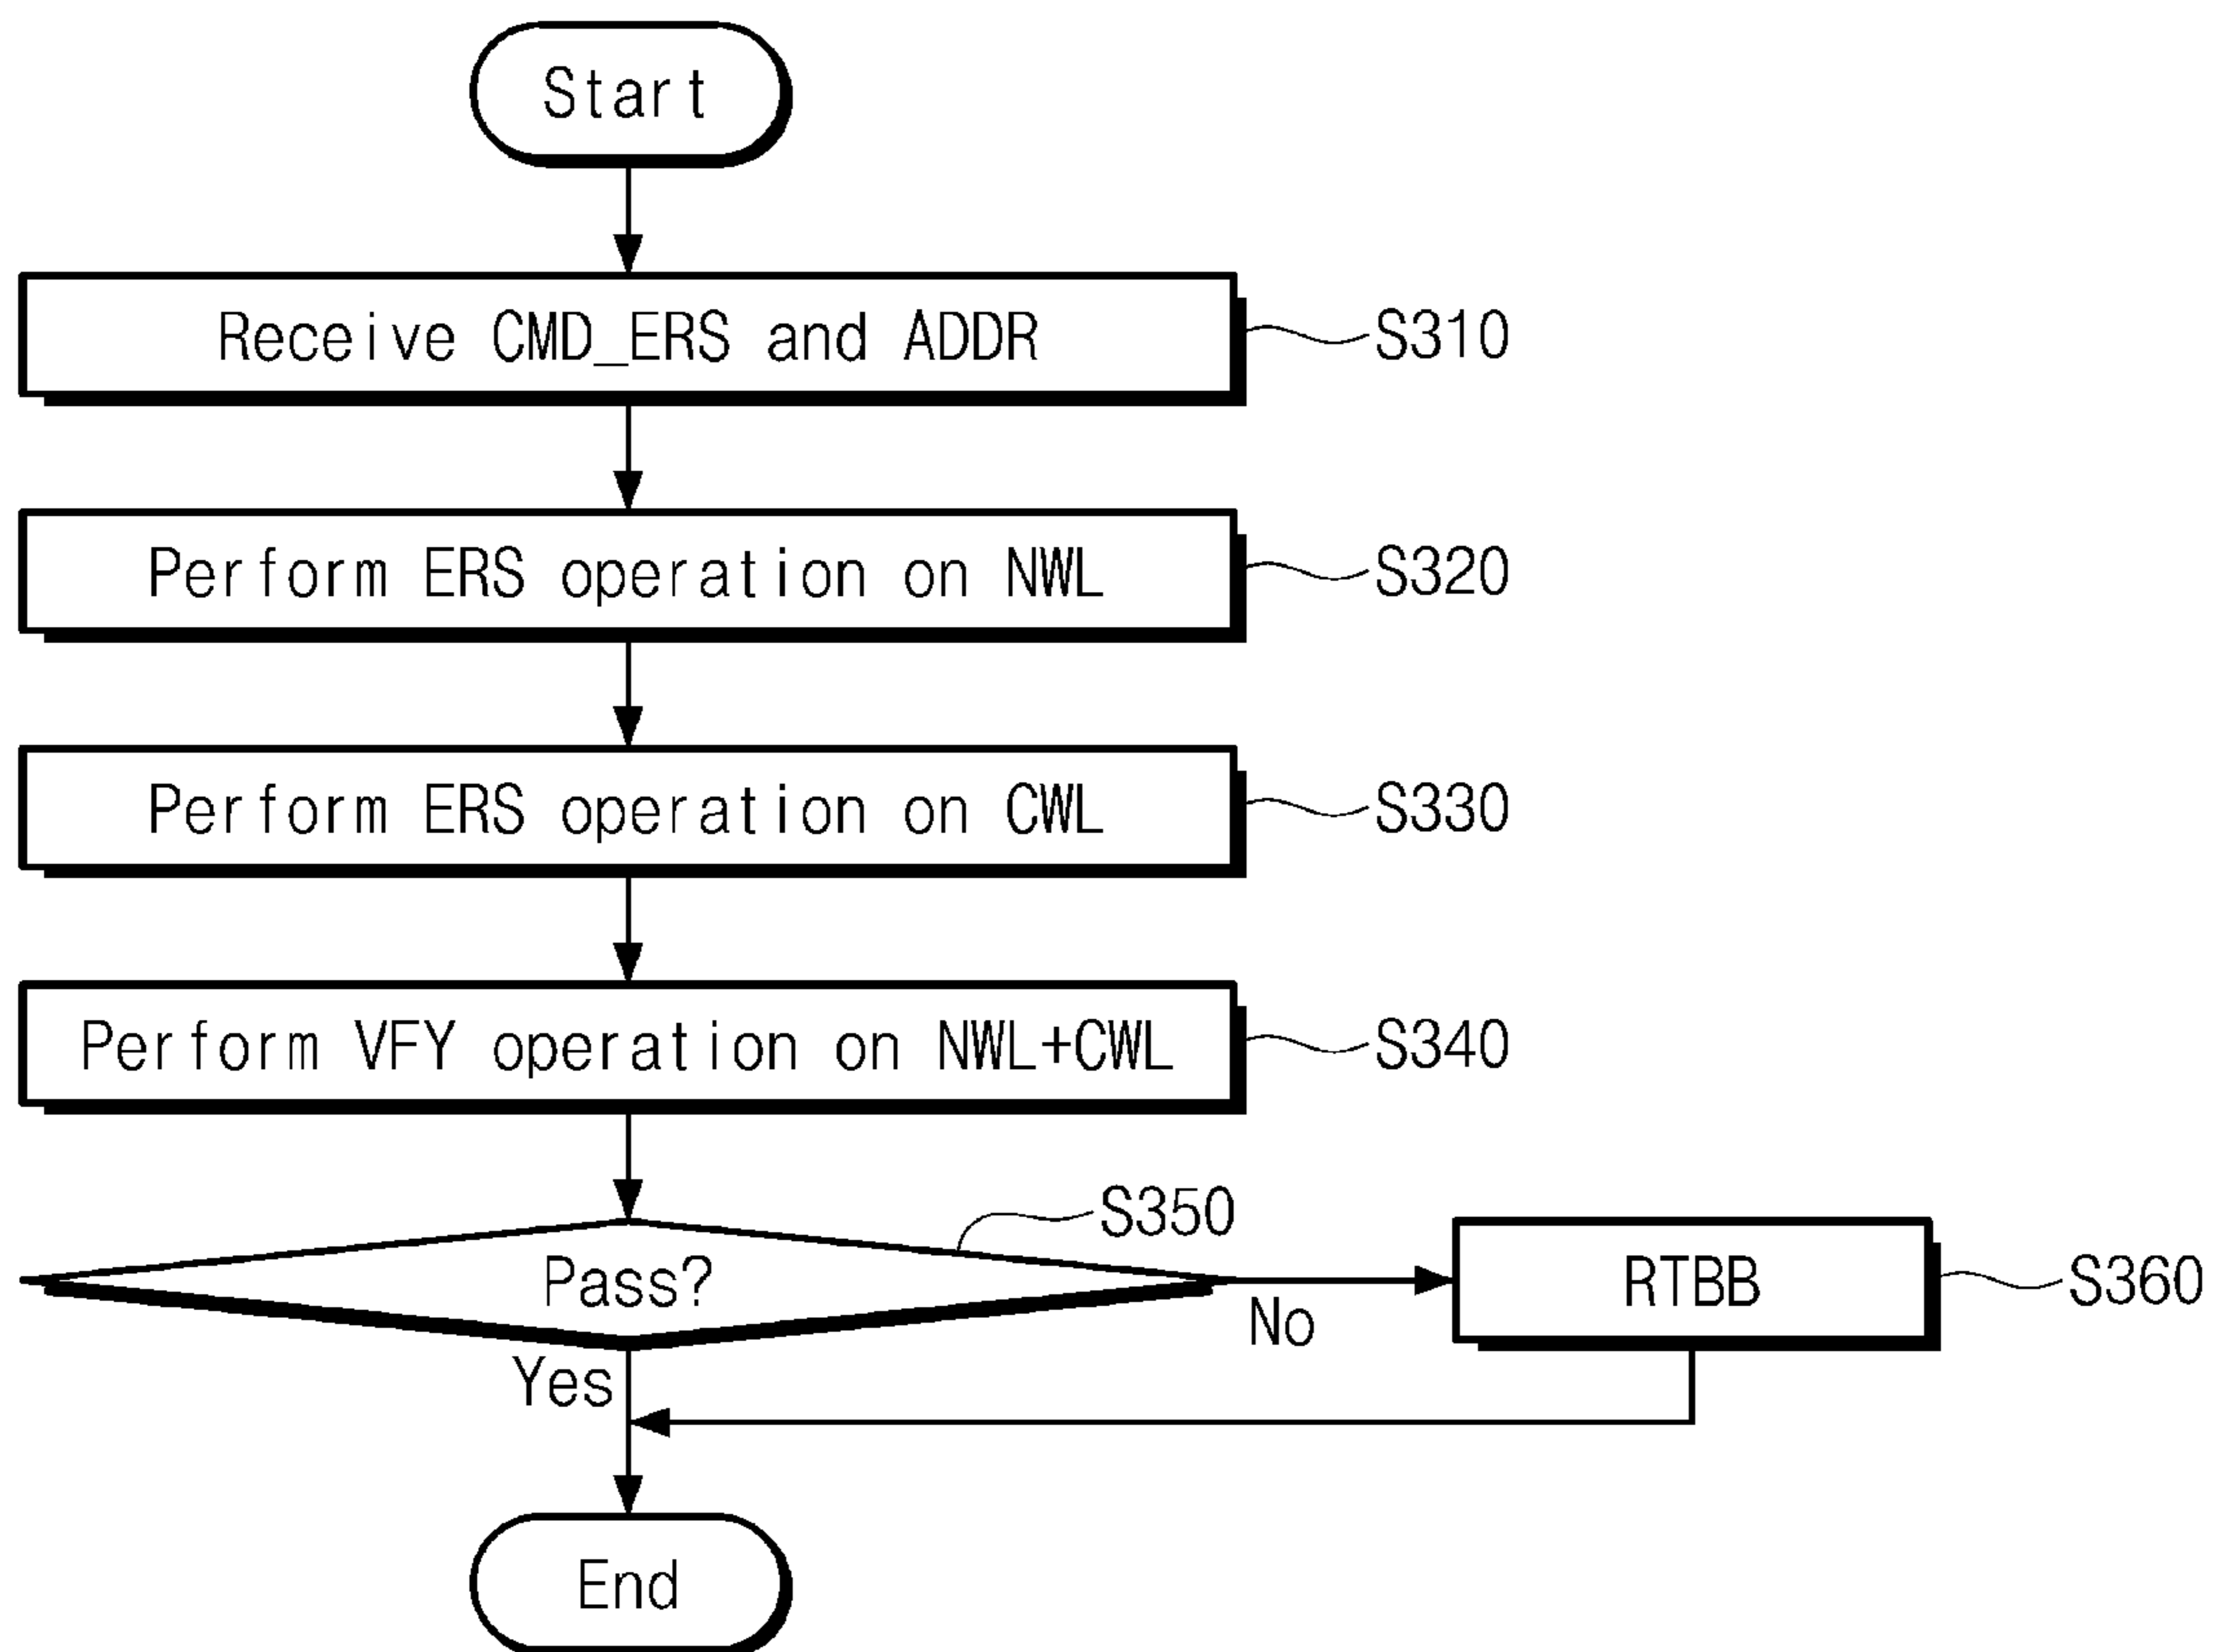 Start
Receive CMD_ERS and ADDR
S310
Perform ERS operation on NWL
S320
Perform ERS operation on CWL
S330
Perform VFY operation on NWL+CWL
S340
S350
Pass?
No
RTBB
S360
Yes
End